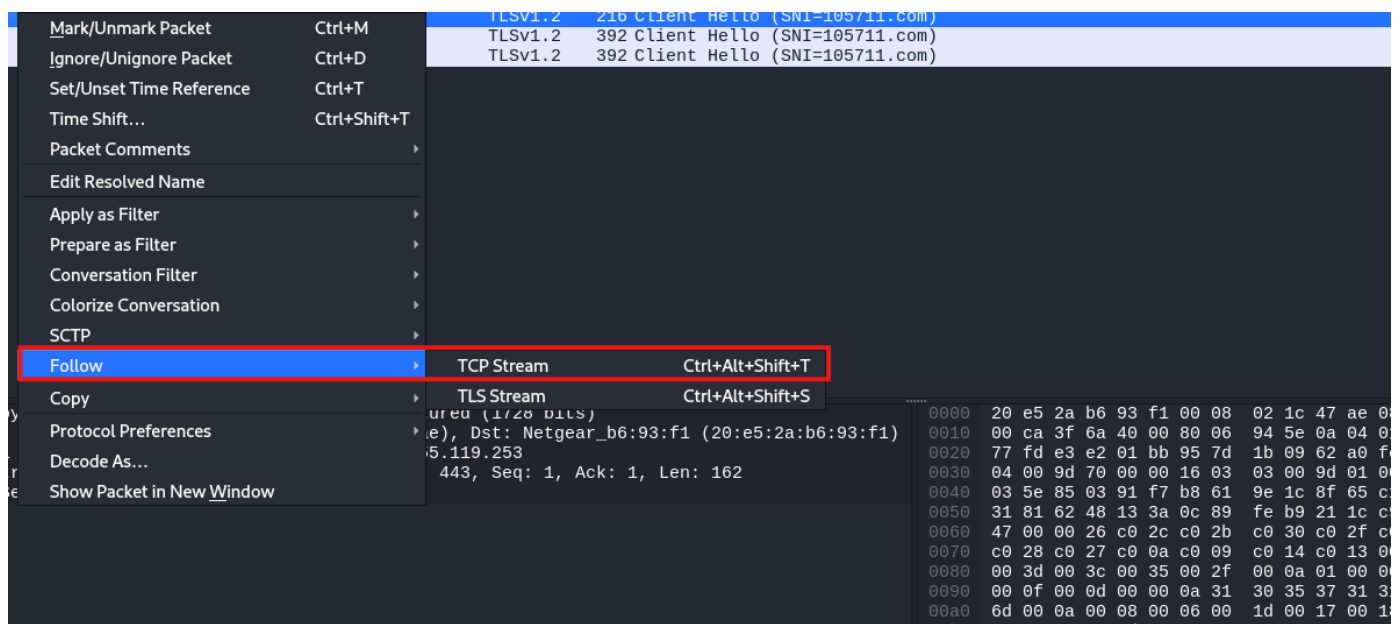 TLSv1.2 216 Client Hello (SNI=105711.com)
Mark/Unmark Packet Ctrl+M
TLSv1.2 392 Client Hello (SNI=105711.com)
TLSv1.2 392 Client Hello (SNI=105711.com)
Ignore/Unignore Packet Ctrl+D
Set/Unset Time Reference Ctrl+T
Time Shift... Ctrl+Shift+T
Packet Comments
Edit Resolved Name
Apply as Filter
Prepare as Filter
Conversation Filter
Colorize Conversation
SCTP
Follow
TCP Stream Ctrl+Alt+Shift+T
TLS Stream Ctrl+Alt+Shift+S
Copy
Protocol Preferences
Decode As...
Show Packet in New Window
ured (1728 bits)
e), Dst: Netgear_b6:93:f1 (20:e5:2a:b6:93:f1)
5.119.253
443, Seq: 1, Ack: 1, Len: 162
0000 20 e5 2a b6 93 f1 00 08 02 1c 47 ae
0010 00 ca 3f 6a 40 00 80 06 94 5e 0a 04
0020 77 fd e3 e2 01 bb 95 7d 1b 09 62 a0
0030 04 00 9d 70 00 00 16 03 03 00 9d 01
0040 03 5e 85 03 91 f7 b8 61 9e 1c 8f 65
0050 31 81 62 48 13 3a 0c 89 fe b9 21 1c
0060 47 00 00 26 c0 2c c0 2b c0 30 c0 2f
0070 c0 28 c0 27 c0 0a c0 09 c0 14 c0 13
0080 00 3d 00 3c 00 35 00 2f 00 0a 01 00
0090 00 0f 00 0d 00 00 0a 31 30 35 37 31
00a0 6d 00 0a 00 08 00 06 00 1d 00 17 00